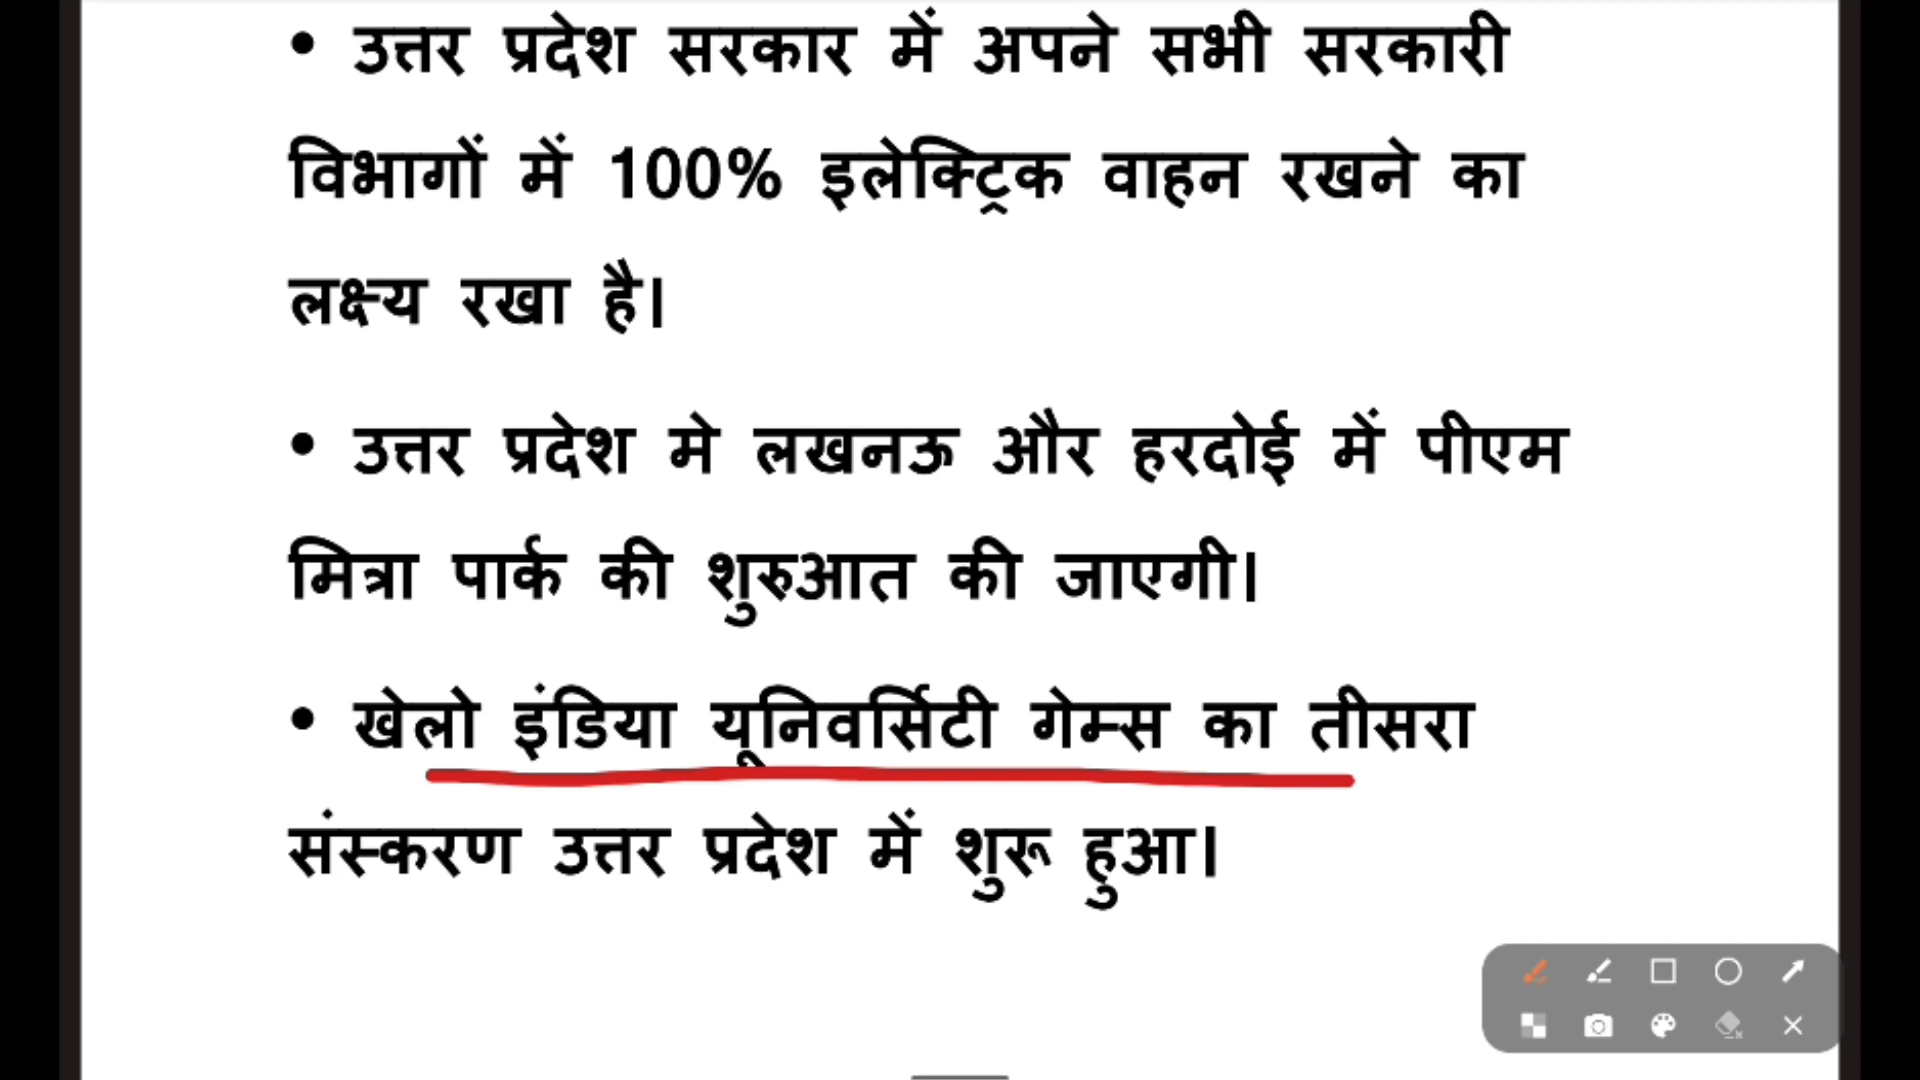 • उत्तर प्रदेश सरकार में अपने सभी सरकारी
विभागों में 100% इलेक्ट्रिक वाहन रखने का
लक्ष्य रखा है।
• उत्तर प्रदेश मे लखनऊ और हरदोई में पीएम
मित्रा पार्क की शुरुआत की जाएगी।
• खेलो इंडिया यूनिवर्सिटी गेम्स का तीसरा
संस्करण उत्तर प्रदेश में शुरू हुआ।